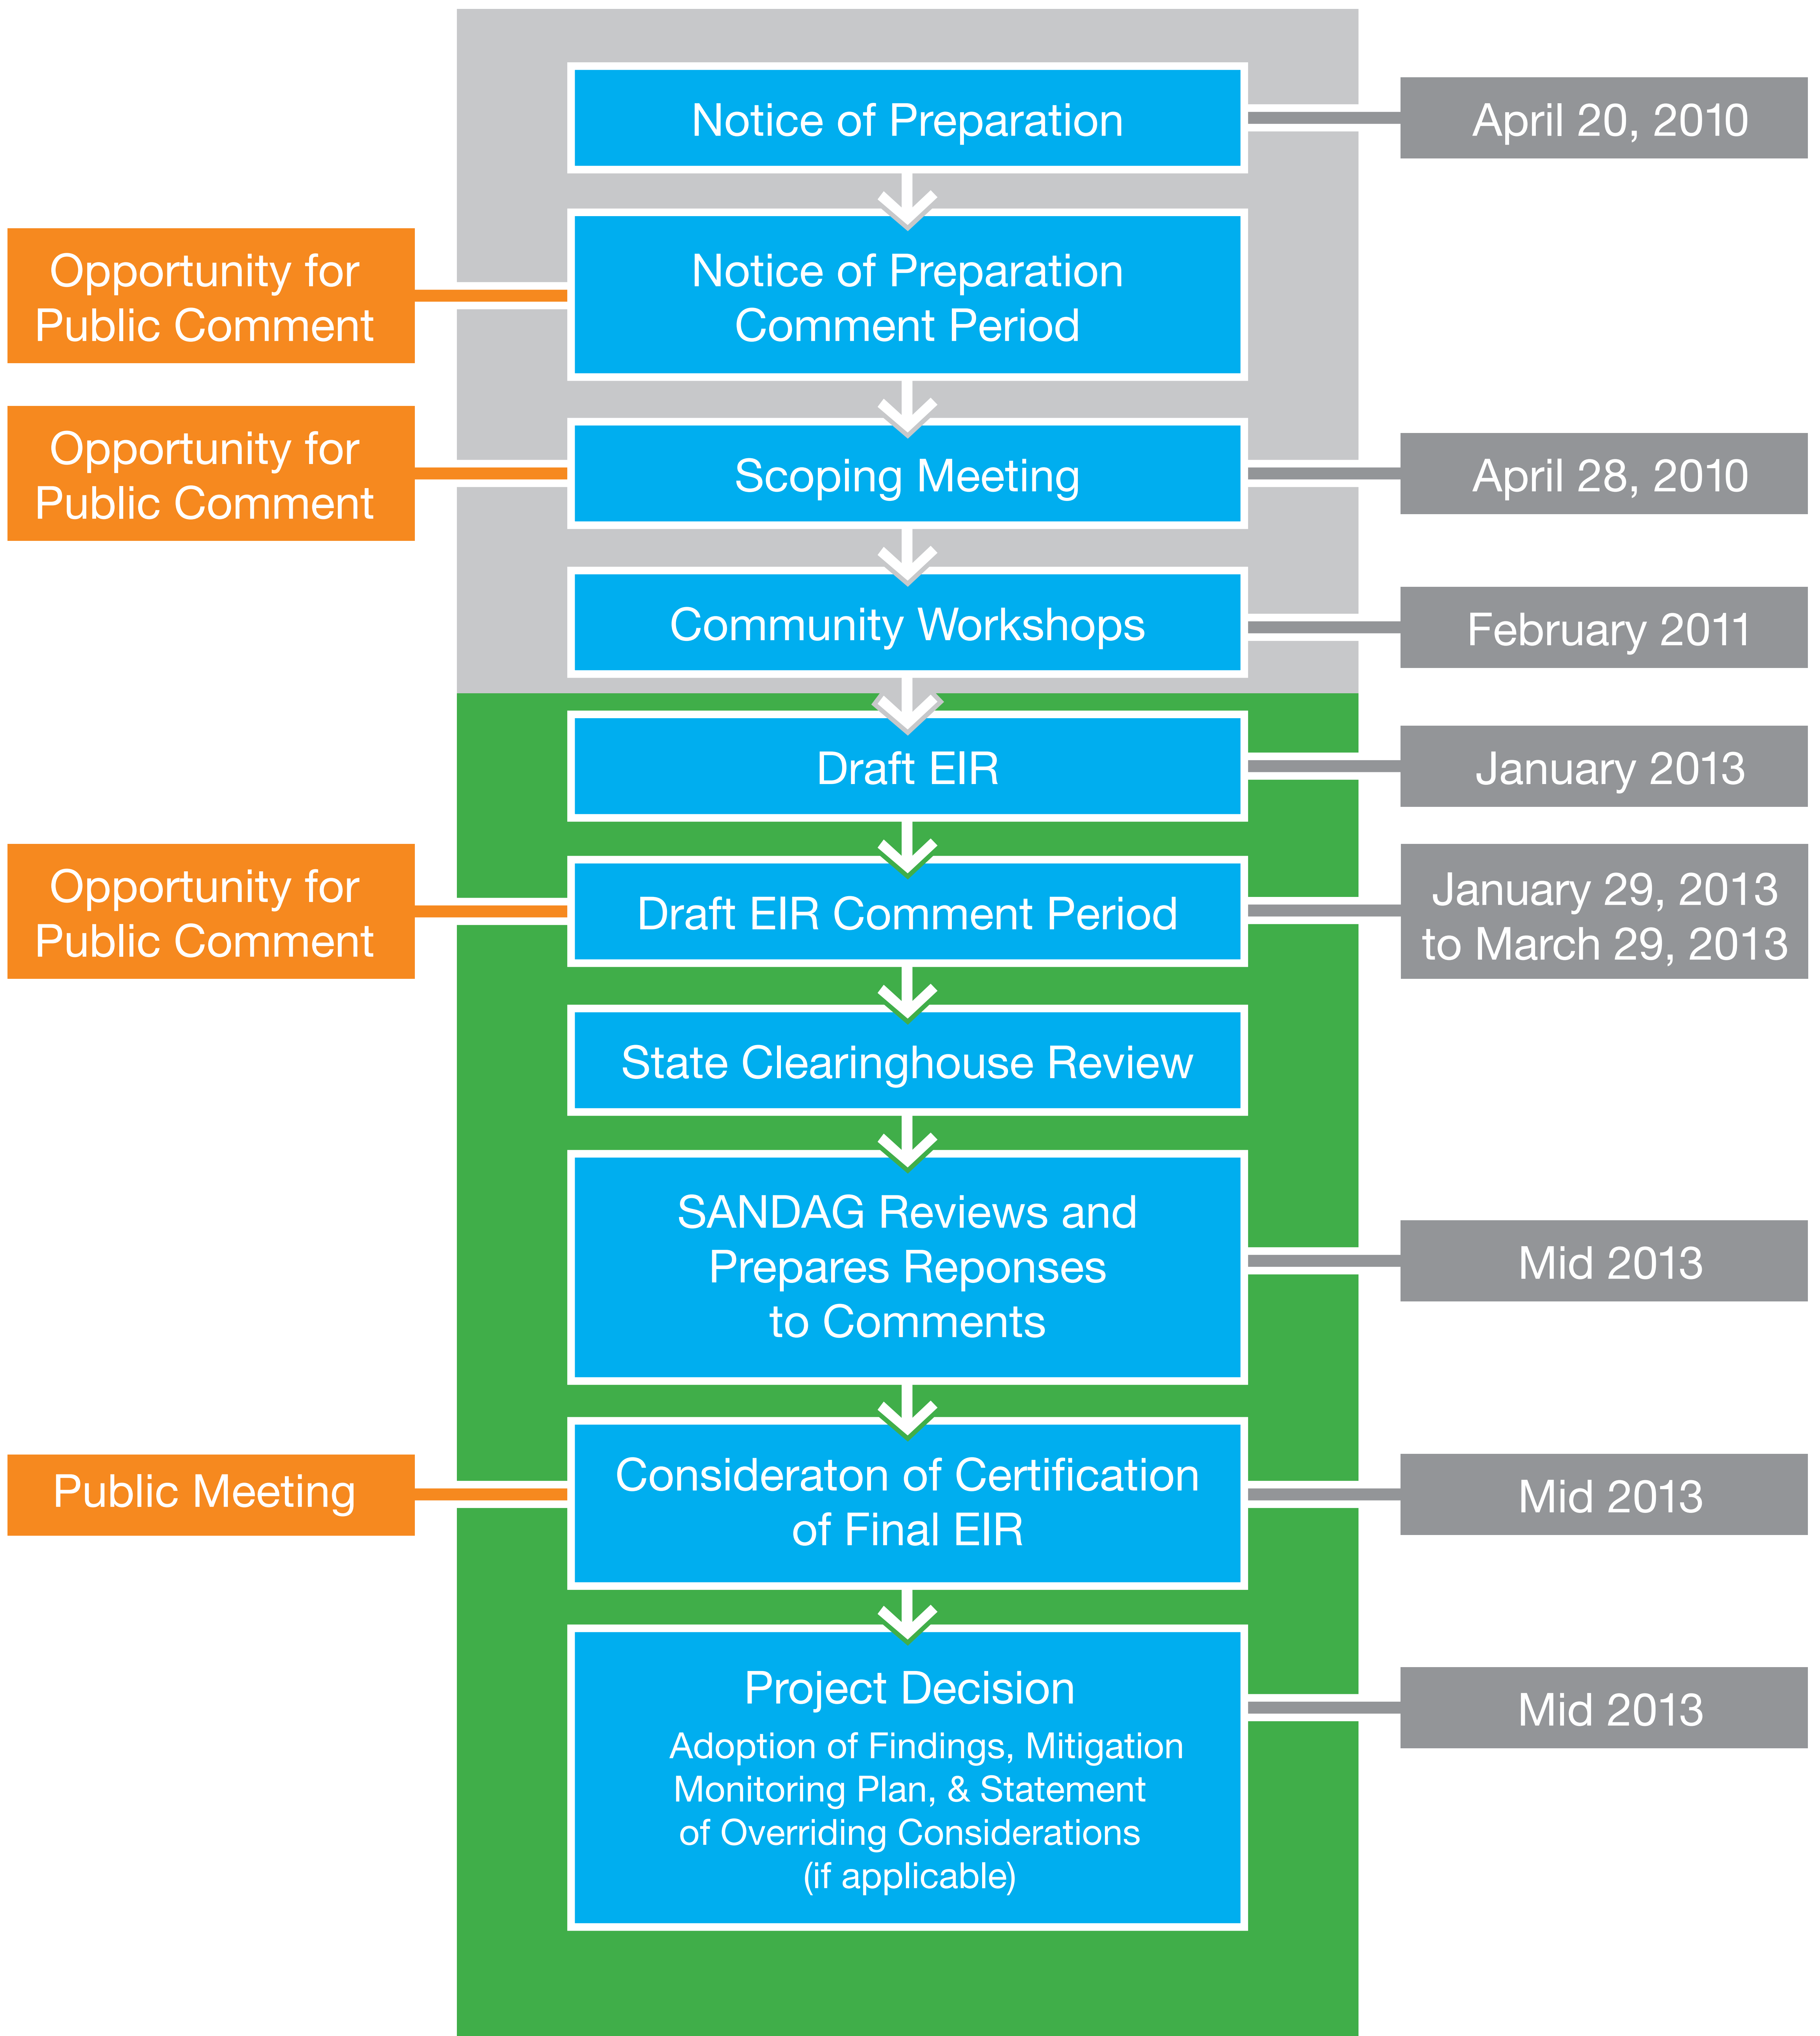 Notice of Preparation
April 20, 2010
Opportunity for
Public Comment
Notice of Preparation
Comment Period
Opportunity for
Public Comment
Scoping Meeting
April 28, 2010
Community Workshops
February 2011
Draft EIR
January 2013
Opportunity for
Public Comment
Draft EIR Comment Period
January 29, 2013
to March 29, 2013
State Clearinghouse Review
SANDAG Reviews and
Prepares Reponses
to Comments
Mid 2013
Public Meeting
Consideraton of Certification
of Final EIR
Mid 2013
Project Decision
Adoption of Findings, Mitigation
Monitoring Plan, & Statement
of Overriding Considerations
(if applicable)
Mid 2013